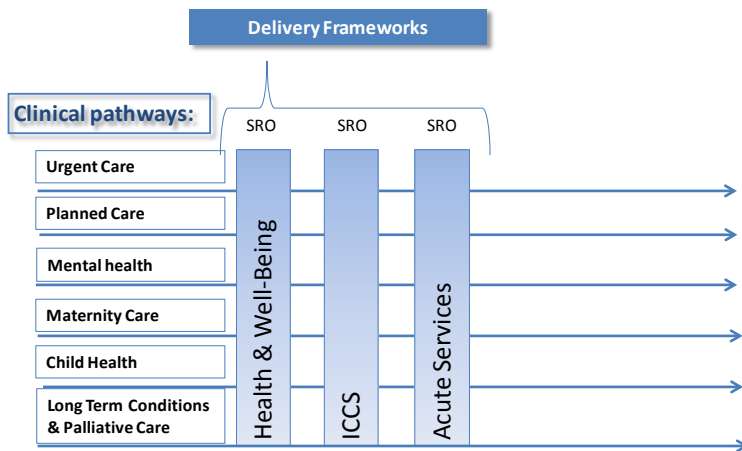 Delivery Frameworks
Clinical pathways:
SRO
SRO
SRO
Urgent Care
Planned Care
Mental health
Maternity Care
Child Health
Long Term Conditions
& Palliative Care
Health & Well-Being
ICCS
Acute Services